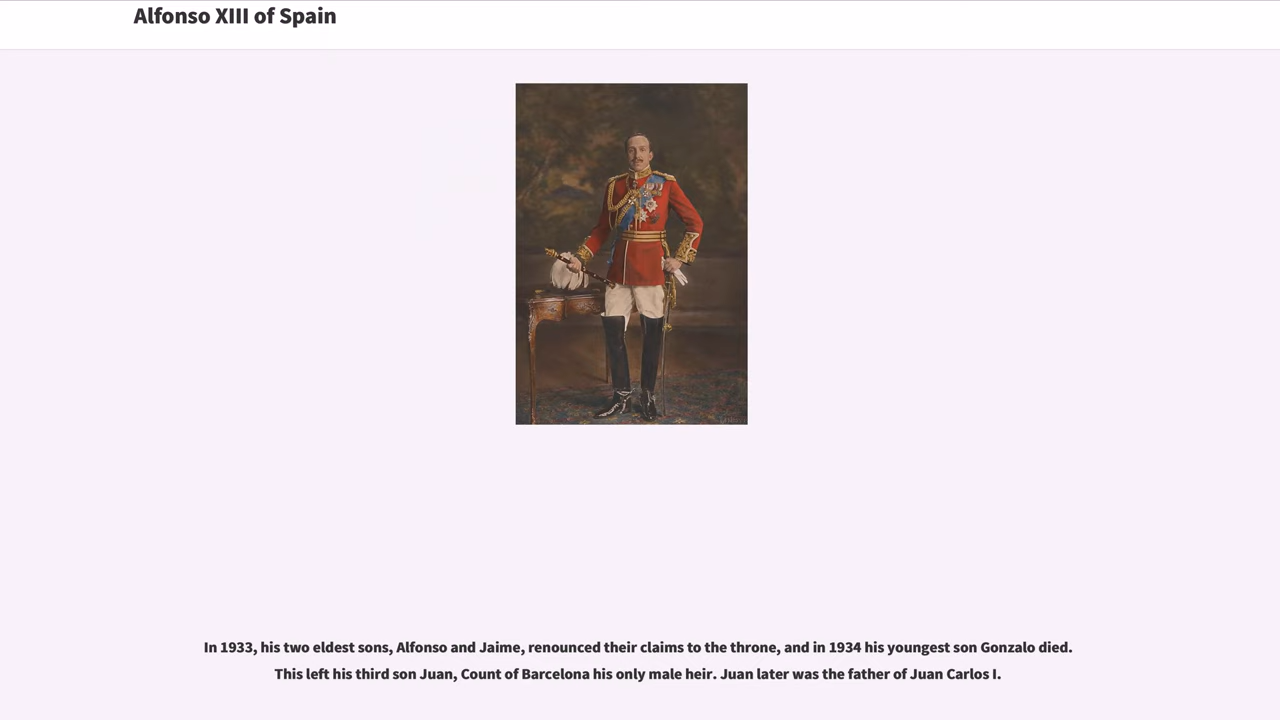 Alfonso XIII of Spain
In 1933, his two eldest sons, Alfonso and Jaime, renounced their claims to the throne, and in 1934 his youngest son Gonzalo died.
This left his third son Juan, Count of Barcelona his only male heir. Juan later was the father of Juan Carlos I.